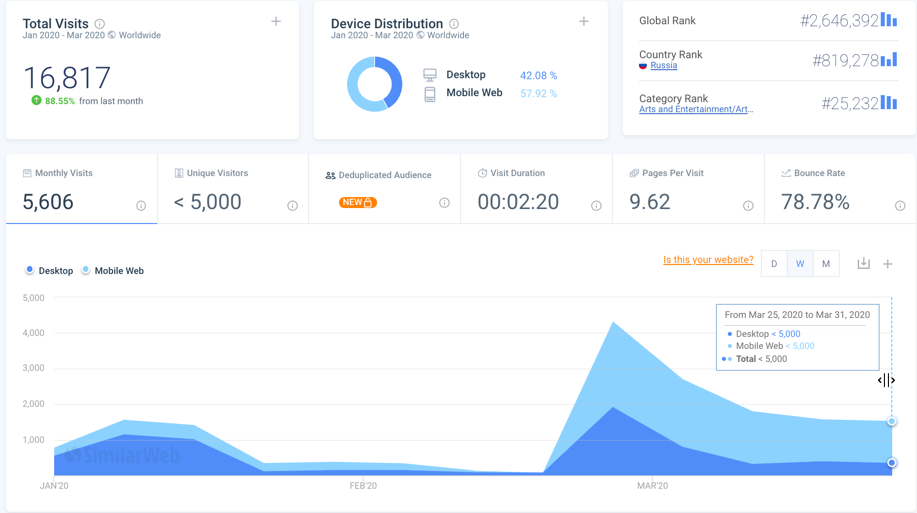 Total Visits
Jan 2020 - Mar 2020 Worldwide
16,817
88.55% from last month
Device Distribution
Jan 2020 - Mar 2020 Worldwide
Desktop 42.08 %
Mobile Web 57.92 %
Global Rank #2,646,392
Country Rank
Russia
#819,278
Category Rank
Arts and Entertainment/Art...
#25,232
Monthly Visits
5,606
Unique Visitors
< 5,000
Deduplicated Audience
NEW
Visit Duration
00:02:20
Pages Per Visit
9.62
Bounce Rate
78.78%
Is this your website?
D W M
Desktop Mobile Web
5,000
4,000
3,000
2,000
1,000
From Mar 25, 2020 to Mar 31, 2020
Desktop < 5,000
Mobile Web < 5,000
Total < 5,000
SimilarWeb
JAN'20 FEB'20 MAR'20